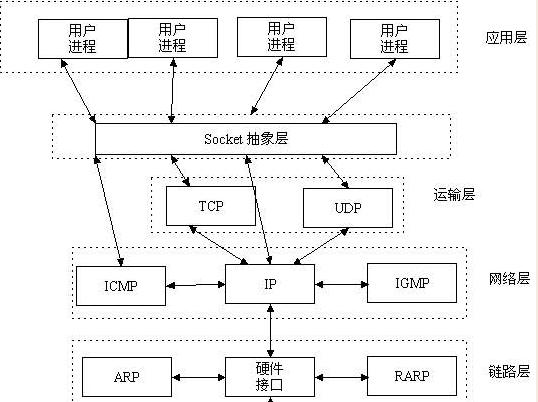 用户进程
用户进程
用户进程
用户进程
应用层
Socket 抽象层
TCP
UDP
运输层
ICMP
IP
IGMP
网络层
ARP
硬件接口
RARP
链路层